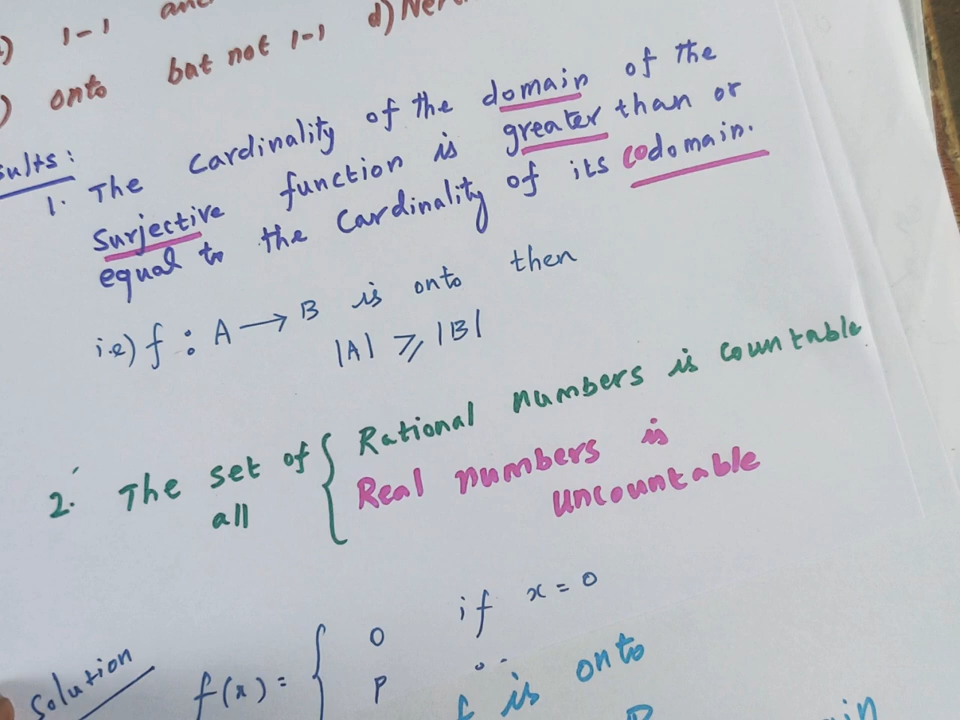 1-1
onto but not 1-1 d)
1. The cardinality of the domain of the
surjective function is greater than or
equal to the cardinality of its codomain.
i.e) f : A → B is onto then
|A| ⩾ |B|
2. The set of all { Rational numbers is countable
Real numbers is
uncountable
Solution
f(x) = { 0 if x = 0
p
f is onto